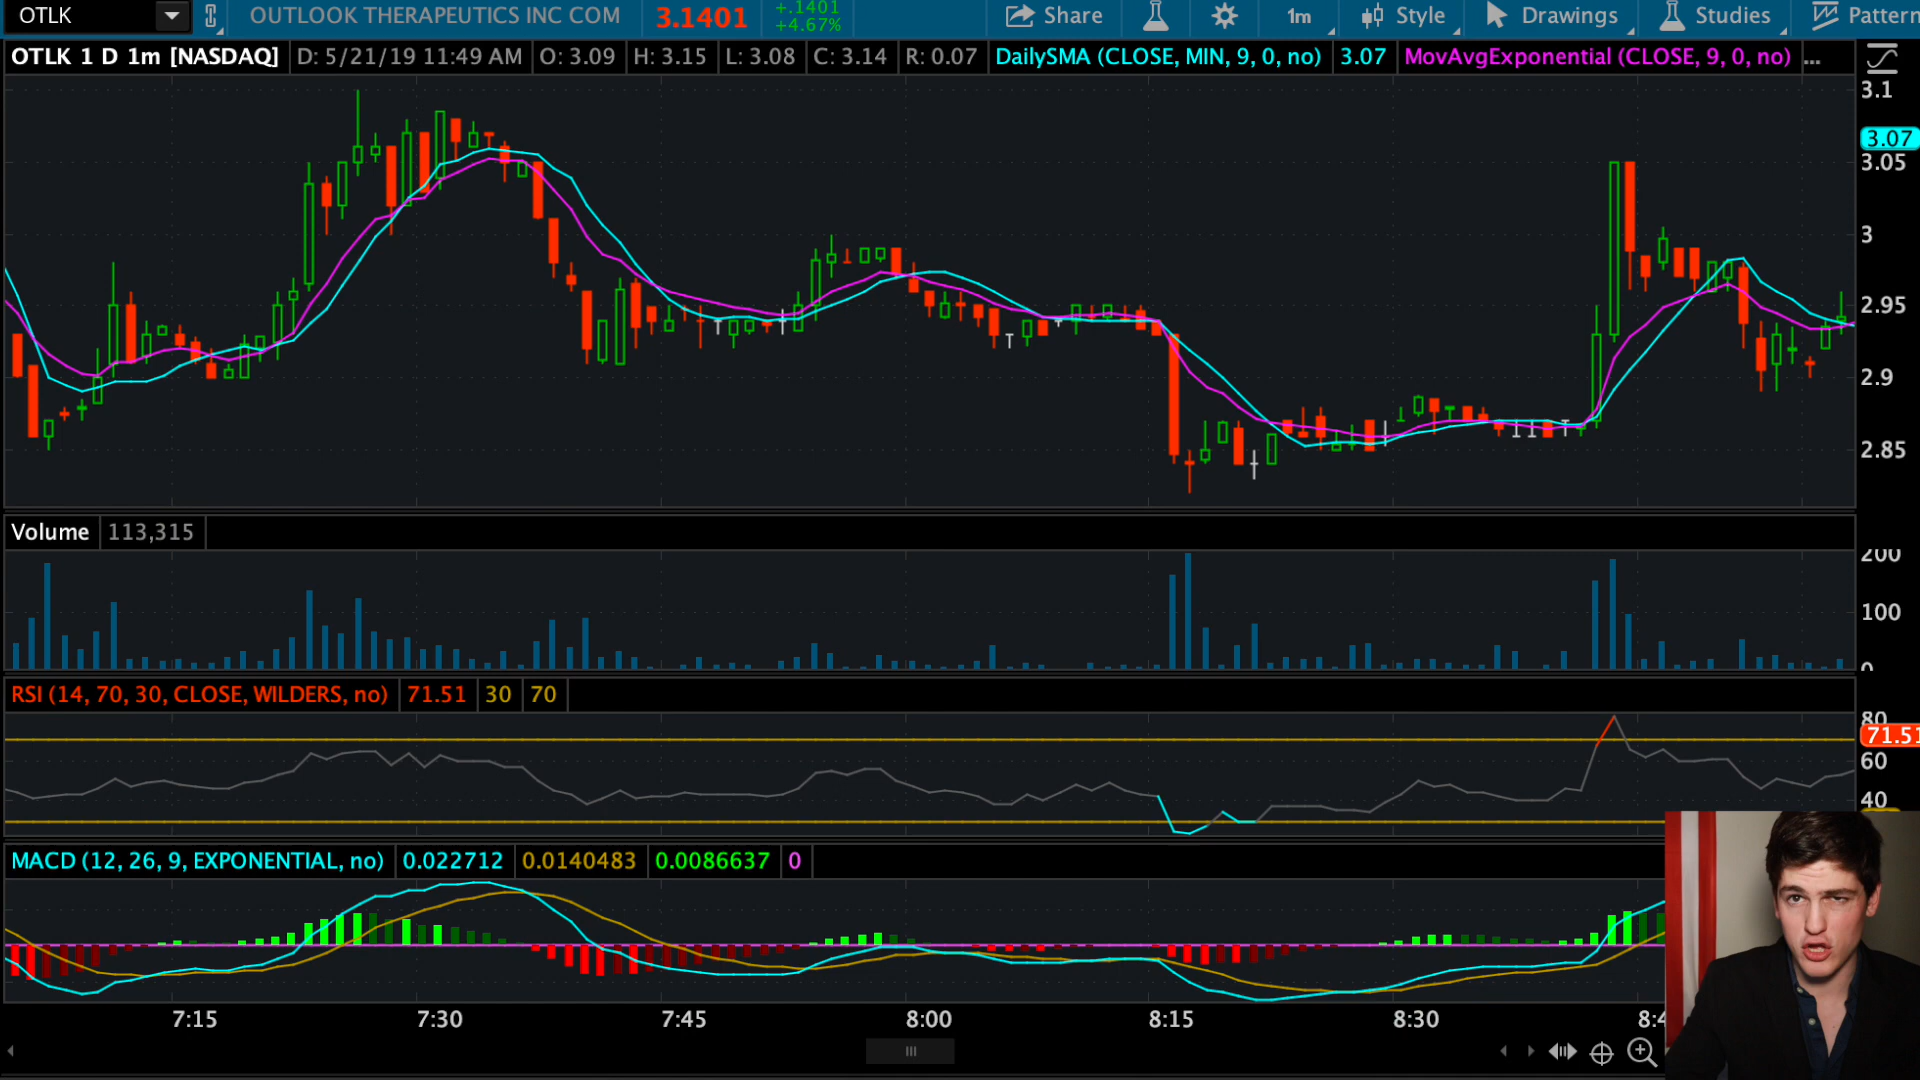 OTLK OUTLOOK THERAPEUTICS INC COM 3.1401 +.1401 +4.67% Share 1m Style Drawings Studies Pattern
OTLK 1 D 1m [NASDAQ] D: 5/21/19 11:49 AM O: 3.09 H: 3.15 L: 3.08 C: 3.14 R: 0.07 DailySMA (CLOSE, MIN, 9, 0, no) 3.07 MovAvgExponential (CLOSE, 9, 0, no) ...
3.1
3.07
3.05
3
2.95
2.9
2.85
Volume 113,315
200
100
0
RSI (14, 70, 30, CLOSE, WILDERS, no) 71.51 30 70
80
71.51
60
40
MACD (12, 26, 9, EXPONENTIAL, no) 0.022712 0.0140483 0.0086637 0
7:15 7:30 7:45 8:00 8:15 8:30 8:4